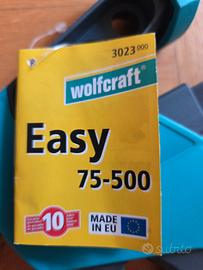 3023 000
wolfcraft®
Easy
75-500
10
MADE
IN EU
subito